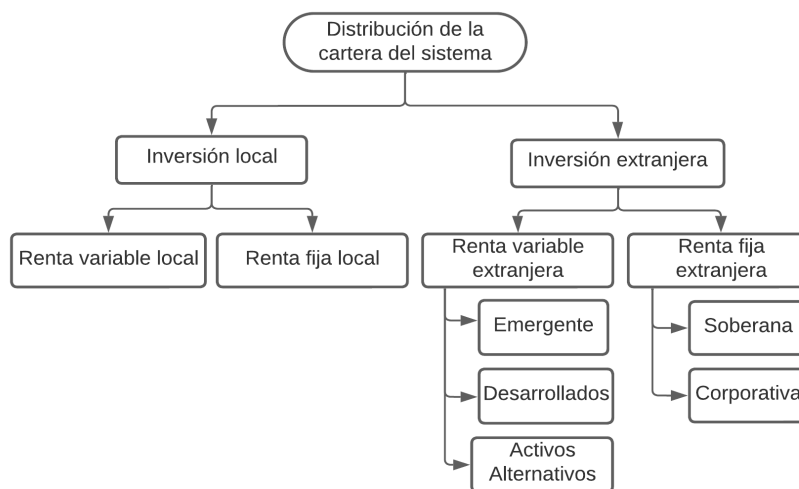 Distribución de la
cartera del sistema
Inversión local
Inversión extranjera
Renta variable local
Renta fija local
Renta variable
extranjera
Renta fija
extranjera
Emergente
Soberana
Desarrollados
Corporativa
Activos
Alternativos